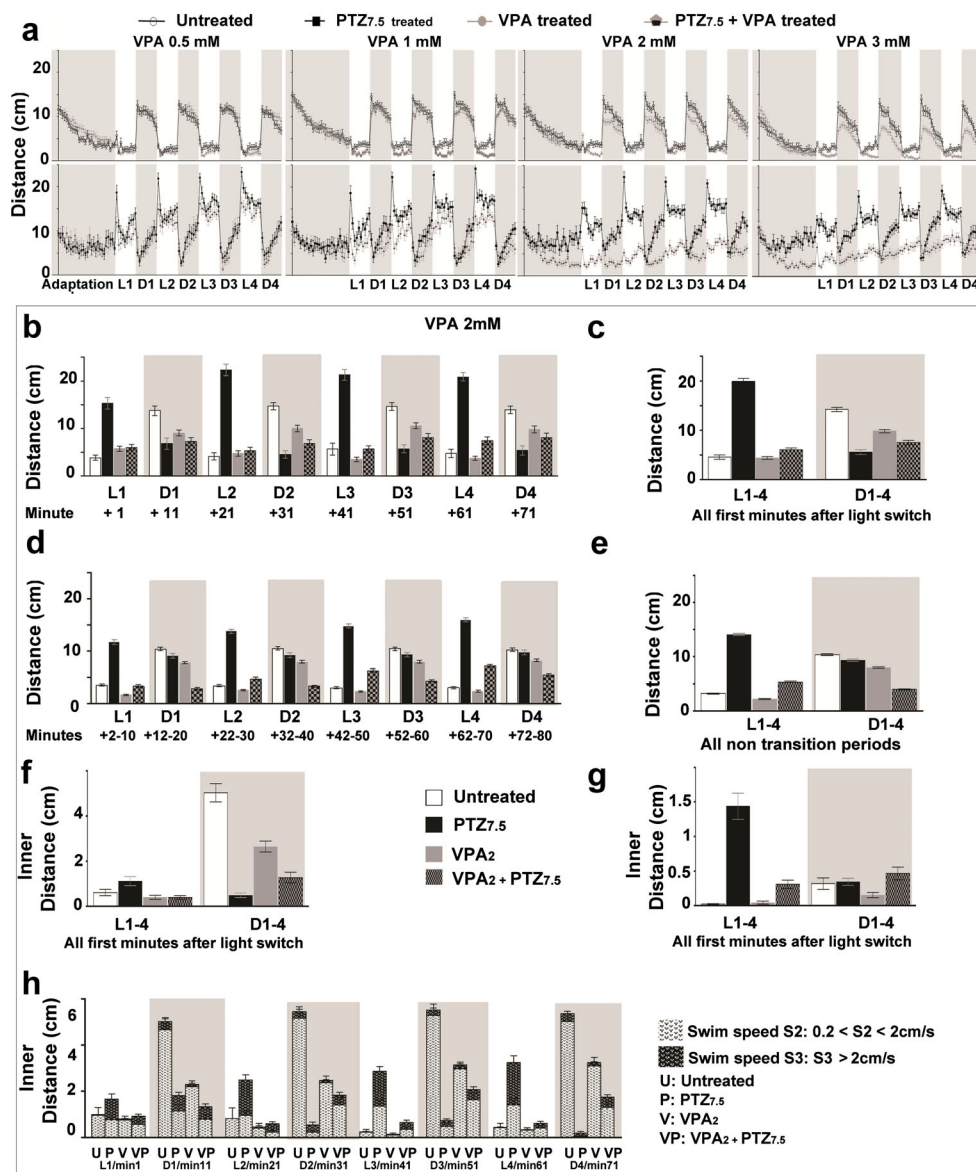 Untreated PTZ7.5 treated VPA treated PTZ7.5 + VPA treated
a
VPA 0.5 mM VPA 1 mM VPA 2 mM VPA 3 mM
Distance (cm)
20
10
0
20
10
0
Adaptation L1 D1 L2 D2 L3 D3 L4 D4 L1 D1 L2 D2 L3 D3 L4 D4 L1 D1 L2 D2 L3 D3 L4 D4 L1 D1 L2 D2 L3 D3 L4 D4
VPA 2mM
b
Distance (cm)
20
10
0
L1 D1 L2 D2 L3 D3 L4 D4
Minute + 1 + 11 +21 +31 +41 +51 +61 +71
c
Distance (cm)
20
10
0
L1-4 D1-4
All first minutes after light switch
d
Distance (cm)
20
10
0
L1 D1 L2 D2 L3 D3 L4 D4
Minutes +2-10 +12-20 +22-30 +32-40 +42-50 +52-60 +62-70 +72-80
e
Distance (cm)
20
10
0
L1-4 D1-4
All non transition periods
f
Inner Distance (cm)
4
2
0
L1-4 D1-4
All first minutes after light switch
Untreated
PTZ7.5
VPA2
VPA2 + PTZ7.5
g
Inner Distance (cm)
1.5
1
0.5
0
L1-4 D1-4
All first minutes after light switch
h
Inner Distance (cm)
6
4
2
0
U P V VP U P V VP U P V VP U P V VP U P V VP U P V VP U P V VP U P V VP
L1/min1 D1/min11 L2/min21 D2/min31 L3/min41 D3/min51 L4/min61 D4/min71
Swim speed S2: 0.2 < S2 < 2cm/s
Swim speed S3: S3 > 2cm/s
U: Untreated
P: PTZ7.5
V: VPA2
VP: VPA2 + PTZ7.5